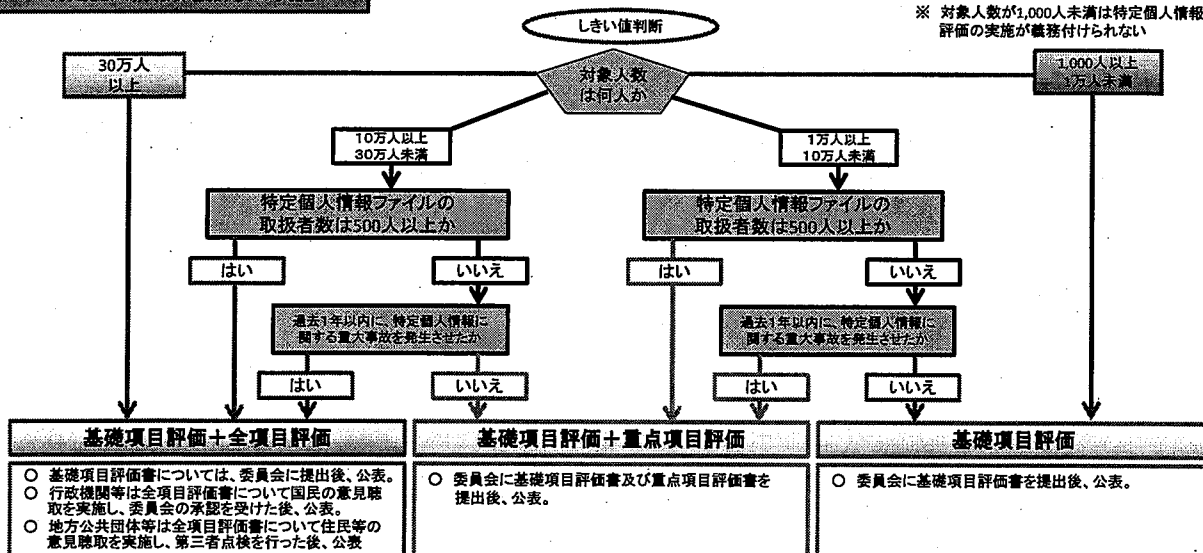 しきい値判断
※ 対象人数が1,000人未満は特定個人情報
評価の実施が義務付けられない
30万人
以上
対象人数
は何人か
1,000人以上
1万人未満
10万人以上
30万人未満
1万人以上
10万人未満
特定個人情報ファイルの
取扱者数は500人以上か
特定個人情報ファイルの
取扱者数は500人以上か
はい
いいえ
はい
いいえ
過去1年以内に、特定個人情報に
関する重大事故を発生させたか
過去1年以内に、特定個人情報に
関する重大事故を発生させたか
はい
いいえ
はい
いいえ
基礎項目評価+全項目評価
基礎項目評価+重点項目評価
基礎項目評価
○ 基礎項目評価書については、委員会に提出後、公表。
○ 行政機関等は全項目評価書について国民の意見聴
取を実施し、委員会の承認を受けた後、公表。
○ 地方公共団体等は全項目評価書について住民等の
意見聴取を実施し、第三者点検を行った後、公表
○ 委員会に基礎項目評価書及び重点項目評価書を
提出後、公表。
○ 委員会に基礎項目評価書を提出後、公表。